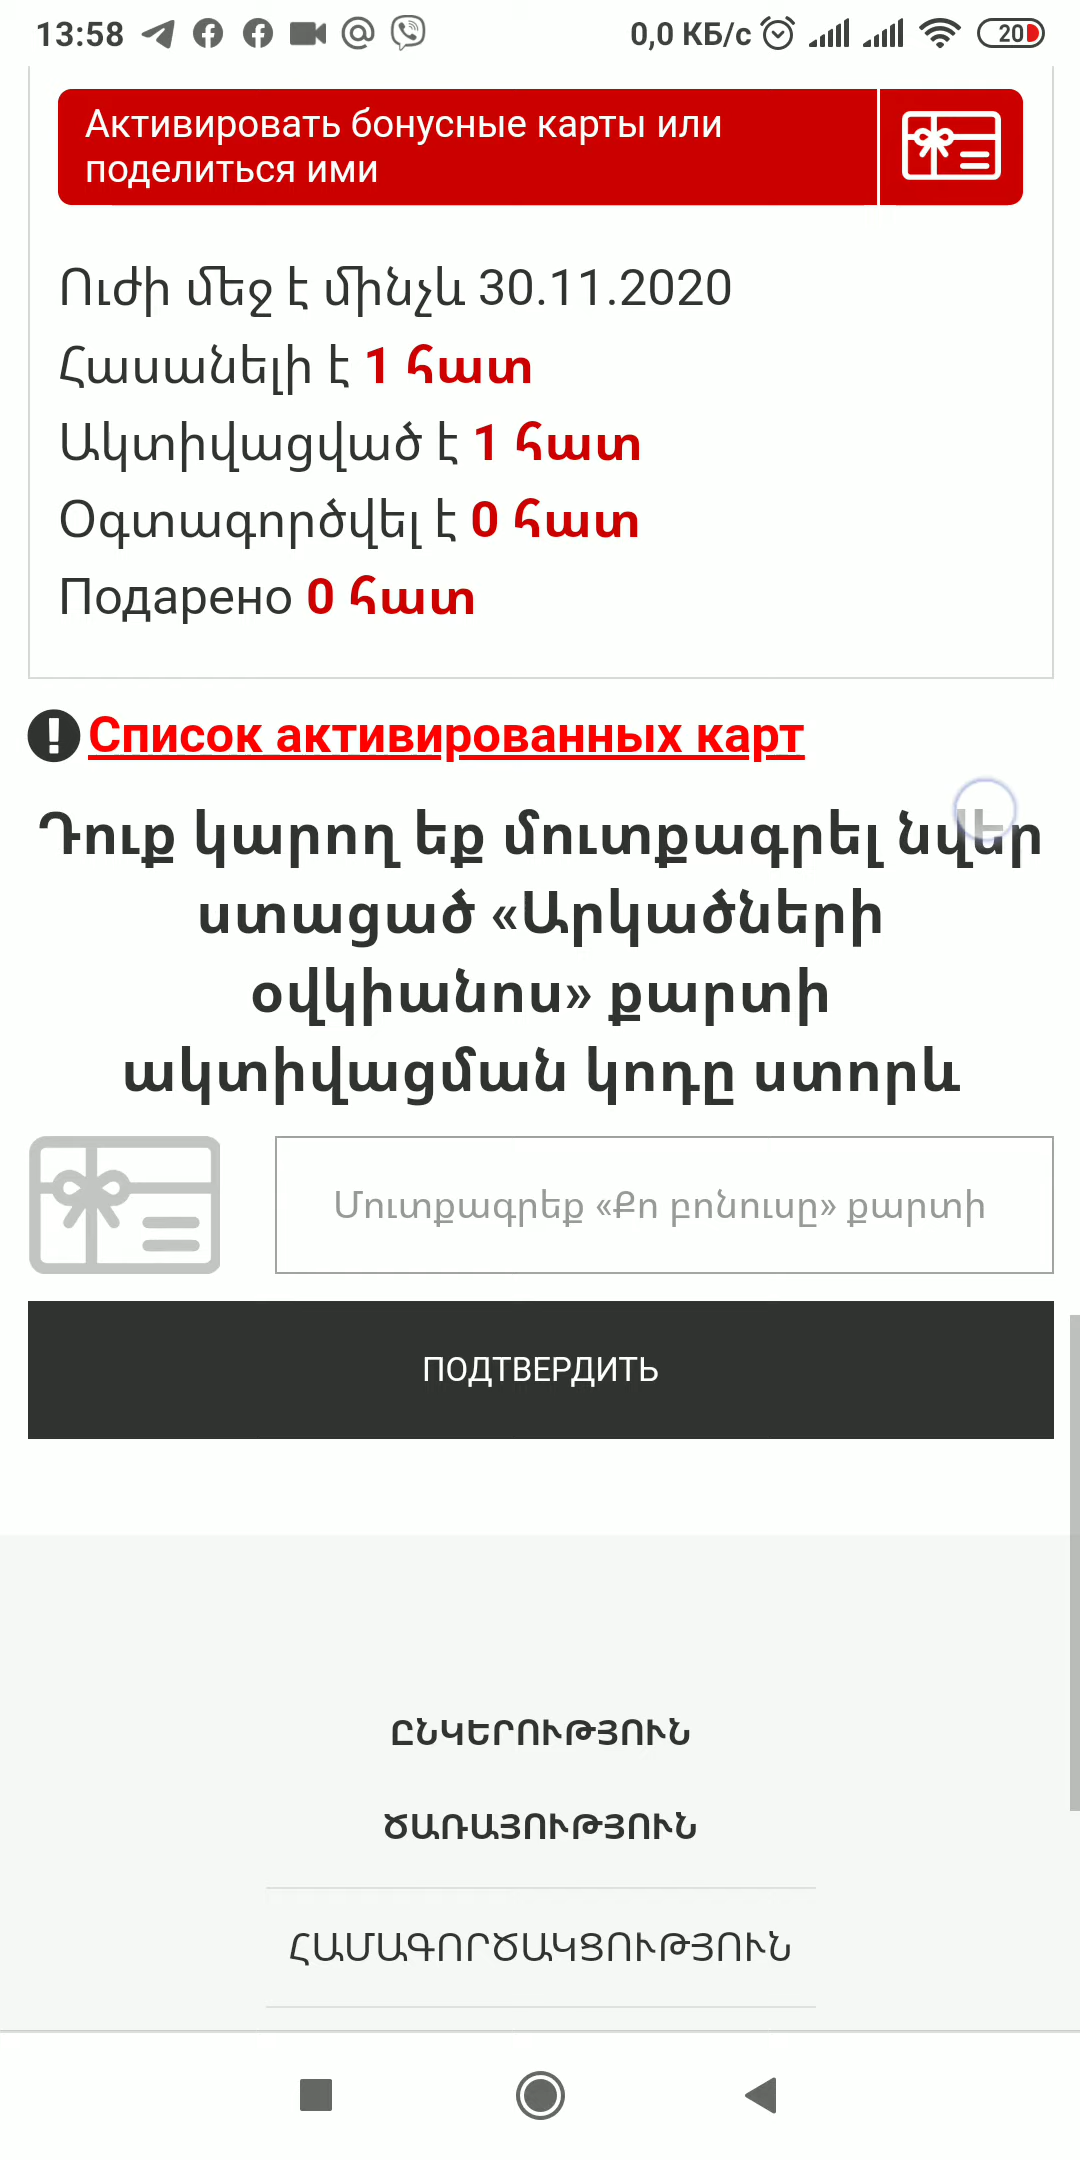 13:58
0,0 КБ/с
20
Активировать бонусные карты или
поделиться ими
Ուժի մեջ է մինչև 30.11.2020
Հասանելի է 1 հատ
Ակտիվացված է 1 հատ
Օգտագործվել է 0 հատ
Подарено 0 հատ
Список активированных карт
Դուք կարող եք մուտքագրել նվեր
ստացած «Արկածների
օվկիանոս» քարտի
ակտիվացման կոդը ստորև
Մուտքագրեք «Քո բոնուսը» քարտի
ПОДТВЕРДИТЬ
ԸՆԿԵՐՈՒԹՅՈՒՆ
ԾԱՌԱՅՈՒԹՅՈՒՆ
ՀԱՄԱԳՈՐԾԱԿՑՈՒԹՅՈՒՆ